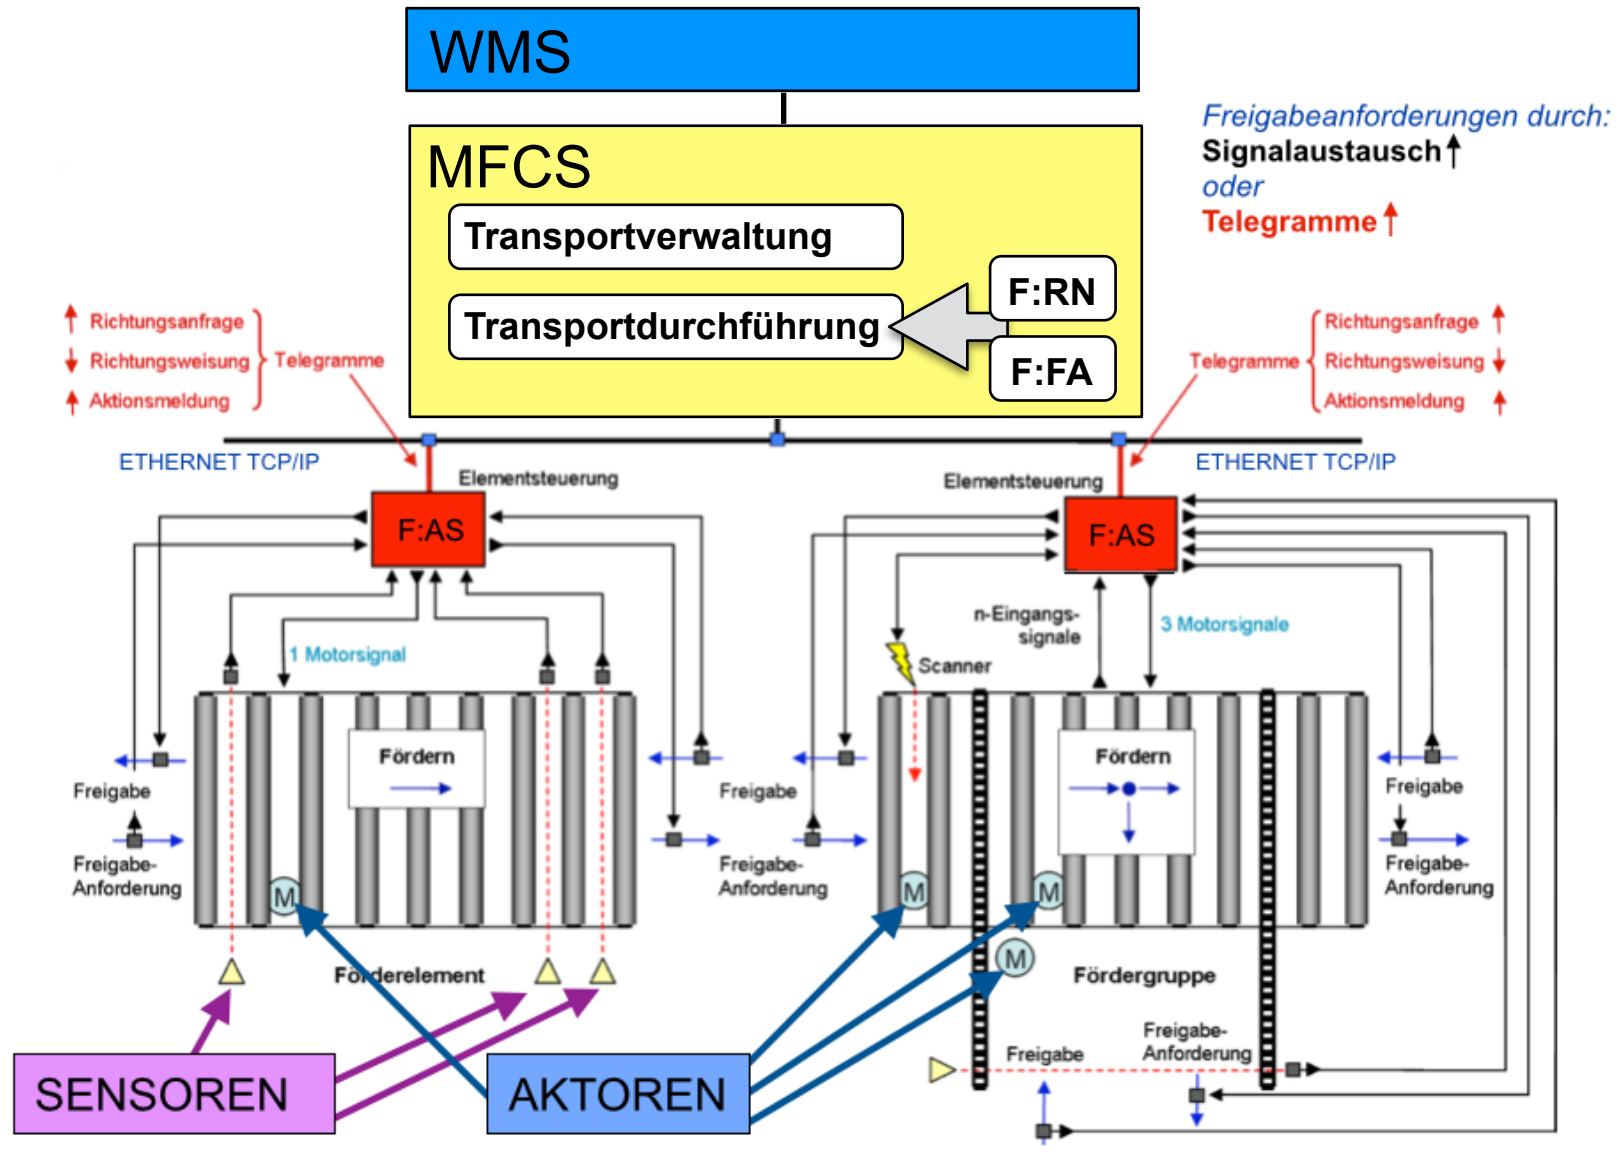 WMS
MFCS
Transportverwaltung
Transportdurchführung
F:RN
F:FA
Freigabeanforderungen durch:
Signalaustausch
oder
Telegramme
Richtungsanfrage
Richtungsweisung
Aktionsmeldung
Telegramme
Telegramme
Richtungsanfrage
Richtungsweisung
Aktionsmeldung
ETHERNET TCP/IP
ETHERNET TCP/IP
Elementsteuerung
F:AS
Elementsteuerung
F:AS
1 Motorsignal
n-Eingangs-
signale
3 Motorsignale
Scanner
Fördern
Fördern
Freigabe
Freigabe-
Anforderung
Freigabe
Freigabe-
Anforderung
Freigabe
Freigabe-
Anforderung
M
M
M
M
Förderelement
Fördergruppe
Freigabe
Freigabe-
Anforderung
SENSOREN
AKTOREN